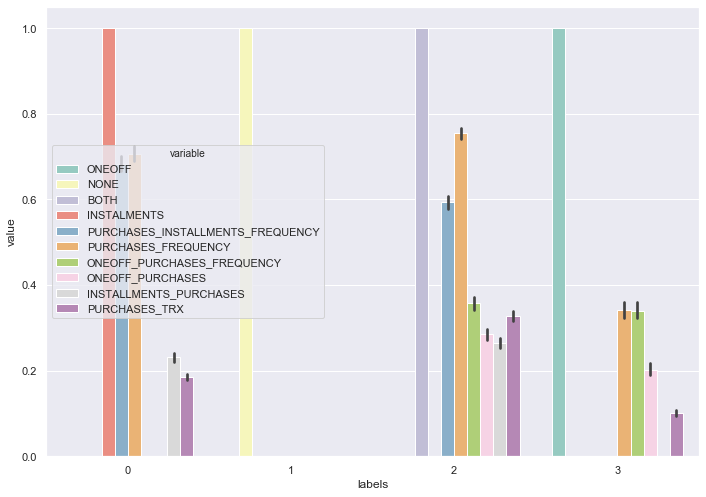 1.0
0.8
0.6
0.4
0.2
0.0
value
variable
ONEOFF
NONE
BOTH
INSTALMENTS
PURCHASES_INSTALLMENTS_FREQUENCY
PURCHASES_FREQUENCY
ONEOFF_PURCHASES_FREQUENCY
ONEOFF_PURCHASES
INSTALLMENTS_PURCHASES
PURCHASES_TRX
0 1 2 3
labels